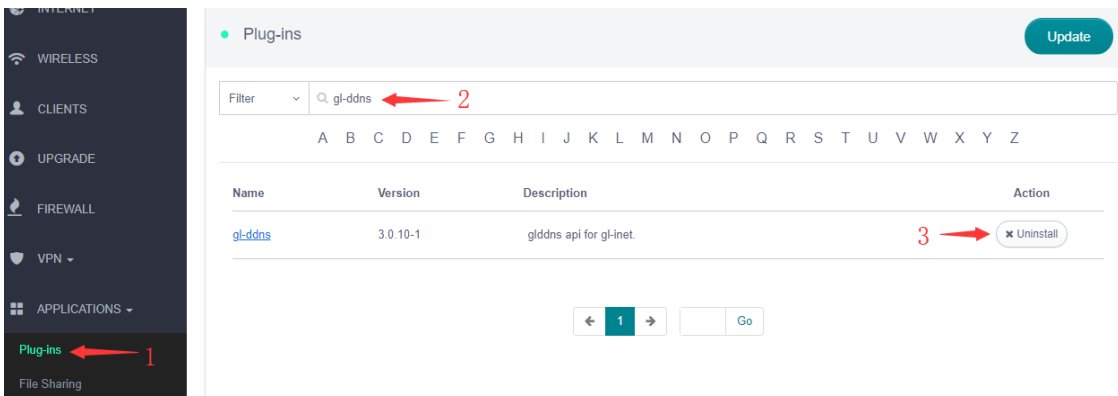 INTERNET
WIRELESS
CLIENTS
UPGRADE
FIREWALL
VPN
APPLICATIONS
Plug-ins 1
File Sharing
Plug-ins
Update
Filter gl-ddns 2
A B C D E F G H I J K L M N O P Q R S T U V W X Y Z
Name Version Description Action
gl-ddns 3.0.10-1 glddns api for gl-inet. 3 Uninstall
1 Go